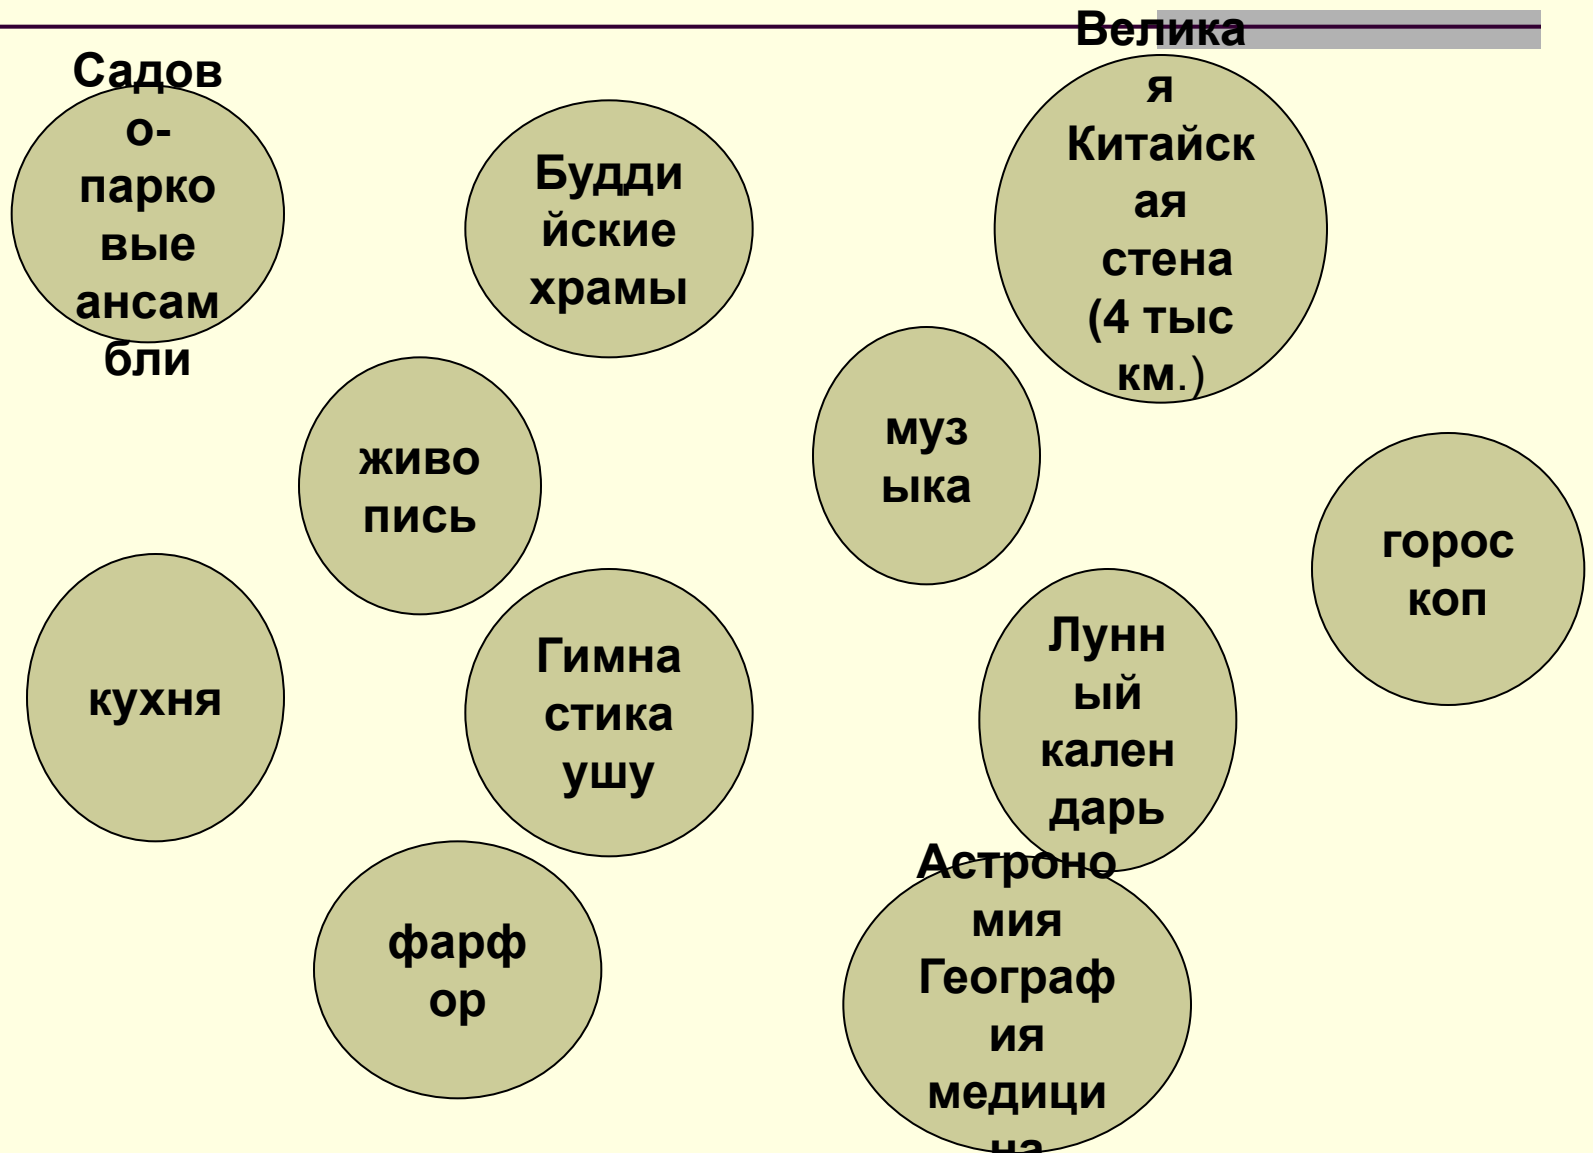 Садов
о-
парко
вые
ансам
бли
Будди
йские
храмы
Велика
я
Китайск
ая
стена
(4 тыс
км.)
живо
пись
муз
ыка
горос
коп
кухня
Гимна
стика
ушу
Лунн
ый
кален
дарь
фарф
ор
Астроно
мия
Географ
ия
медици
на